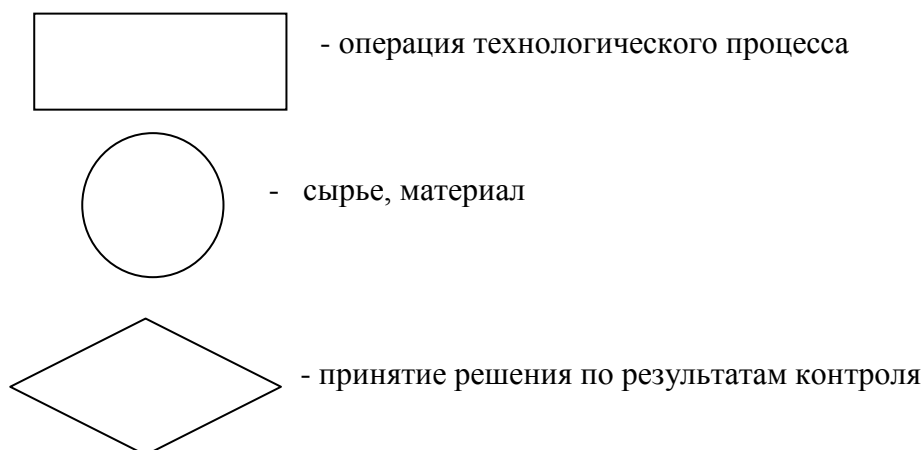 - операция технологического процесса
- сырье, материал
- принятие решения по результатам контроля